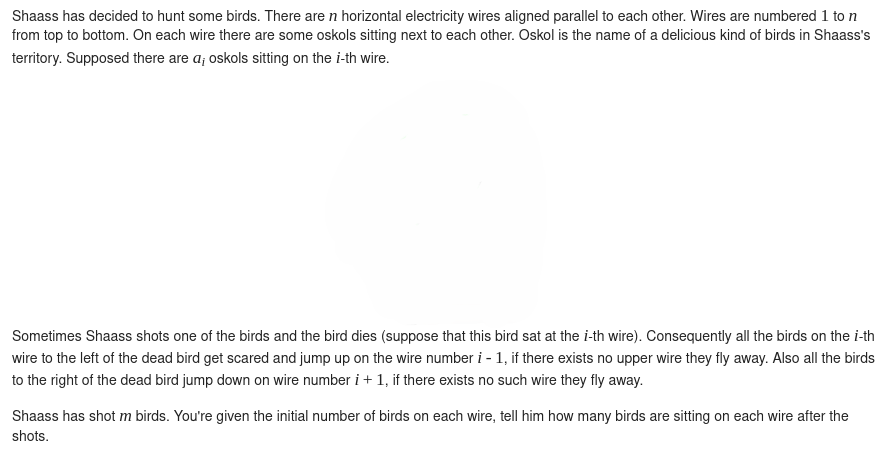 Shaass has decided to hunt some birds. There are n horizontal electricity wires aligned parallel to each other. Wires are numbered 1 to n
from top to bottom. On each wire there are some oskols sitting next to each other. Oskol is the name of a delicious kind of birds in Shaass's
territory. Supposed there are aᵢ oskols sitting on the i-th wire.
Sometimes Shaass shots one of the birds and the bird dies (suppose that this bird sat at the i-th wire). Consequently all the birds on the i-th
wire to the left of the dead bird get scared and jump up on the wire number i - 1, if there exists no upper wire they fly away. Also all the birds
to the right of the dead bird jump down on wire number i + 1, if there exists no such wire they fly away.
Shaass has shot m birds. You're given the initial number of birds on each wire, tell him how many birds are sitting on each wire after the
shots.